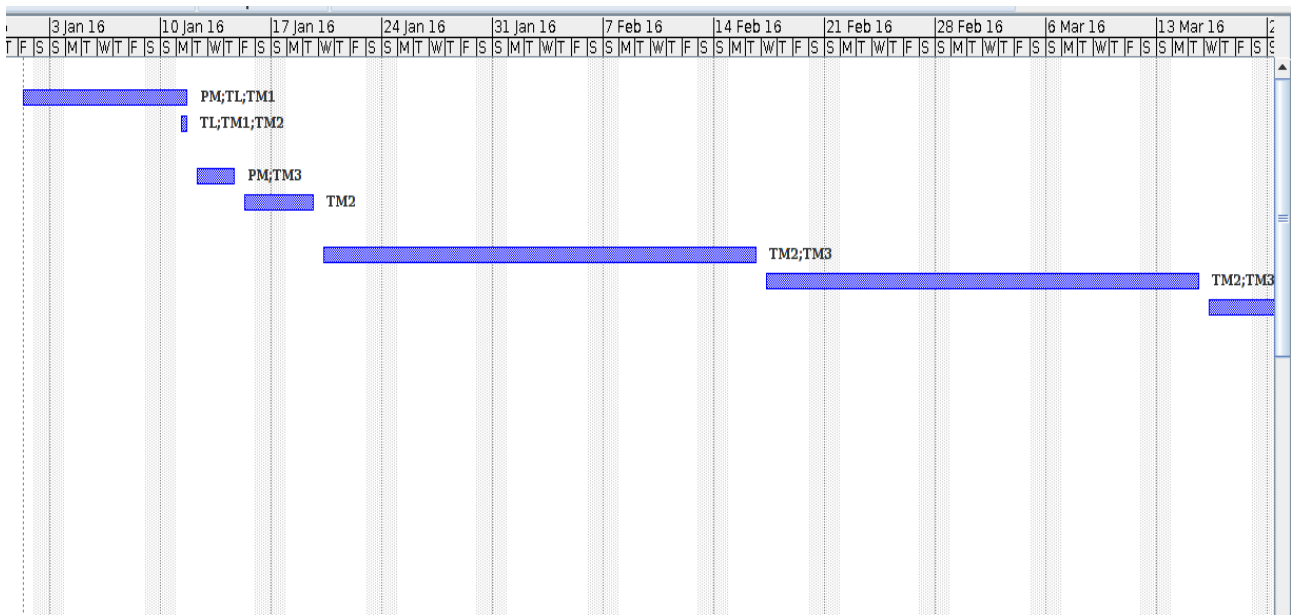 3 Jan 16 10 Jan 16 17 Jan 16 24 Jan 16 31 Jan 16 7 Feb 16 14 Feb 16 21 Feb 16 28 Feb 16 6 Mar 16 13 Mar 16
T F S S M T W T F S S M T W T F S S M T W T F S S M T W T F S S M T W T F S S M T W T F S S M T W T F S S M T W T F S S M T W T F S S M T W T F S S M T W T F S S M T W T F S S
PM;TL;TM1
TL;TM1;TM2
PM;TM3
TM2
TM2;TM3
TM2;TM3